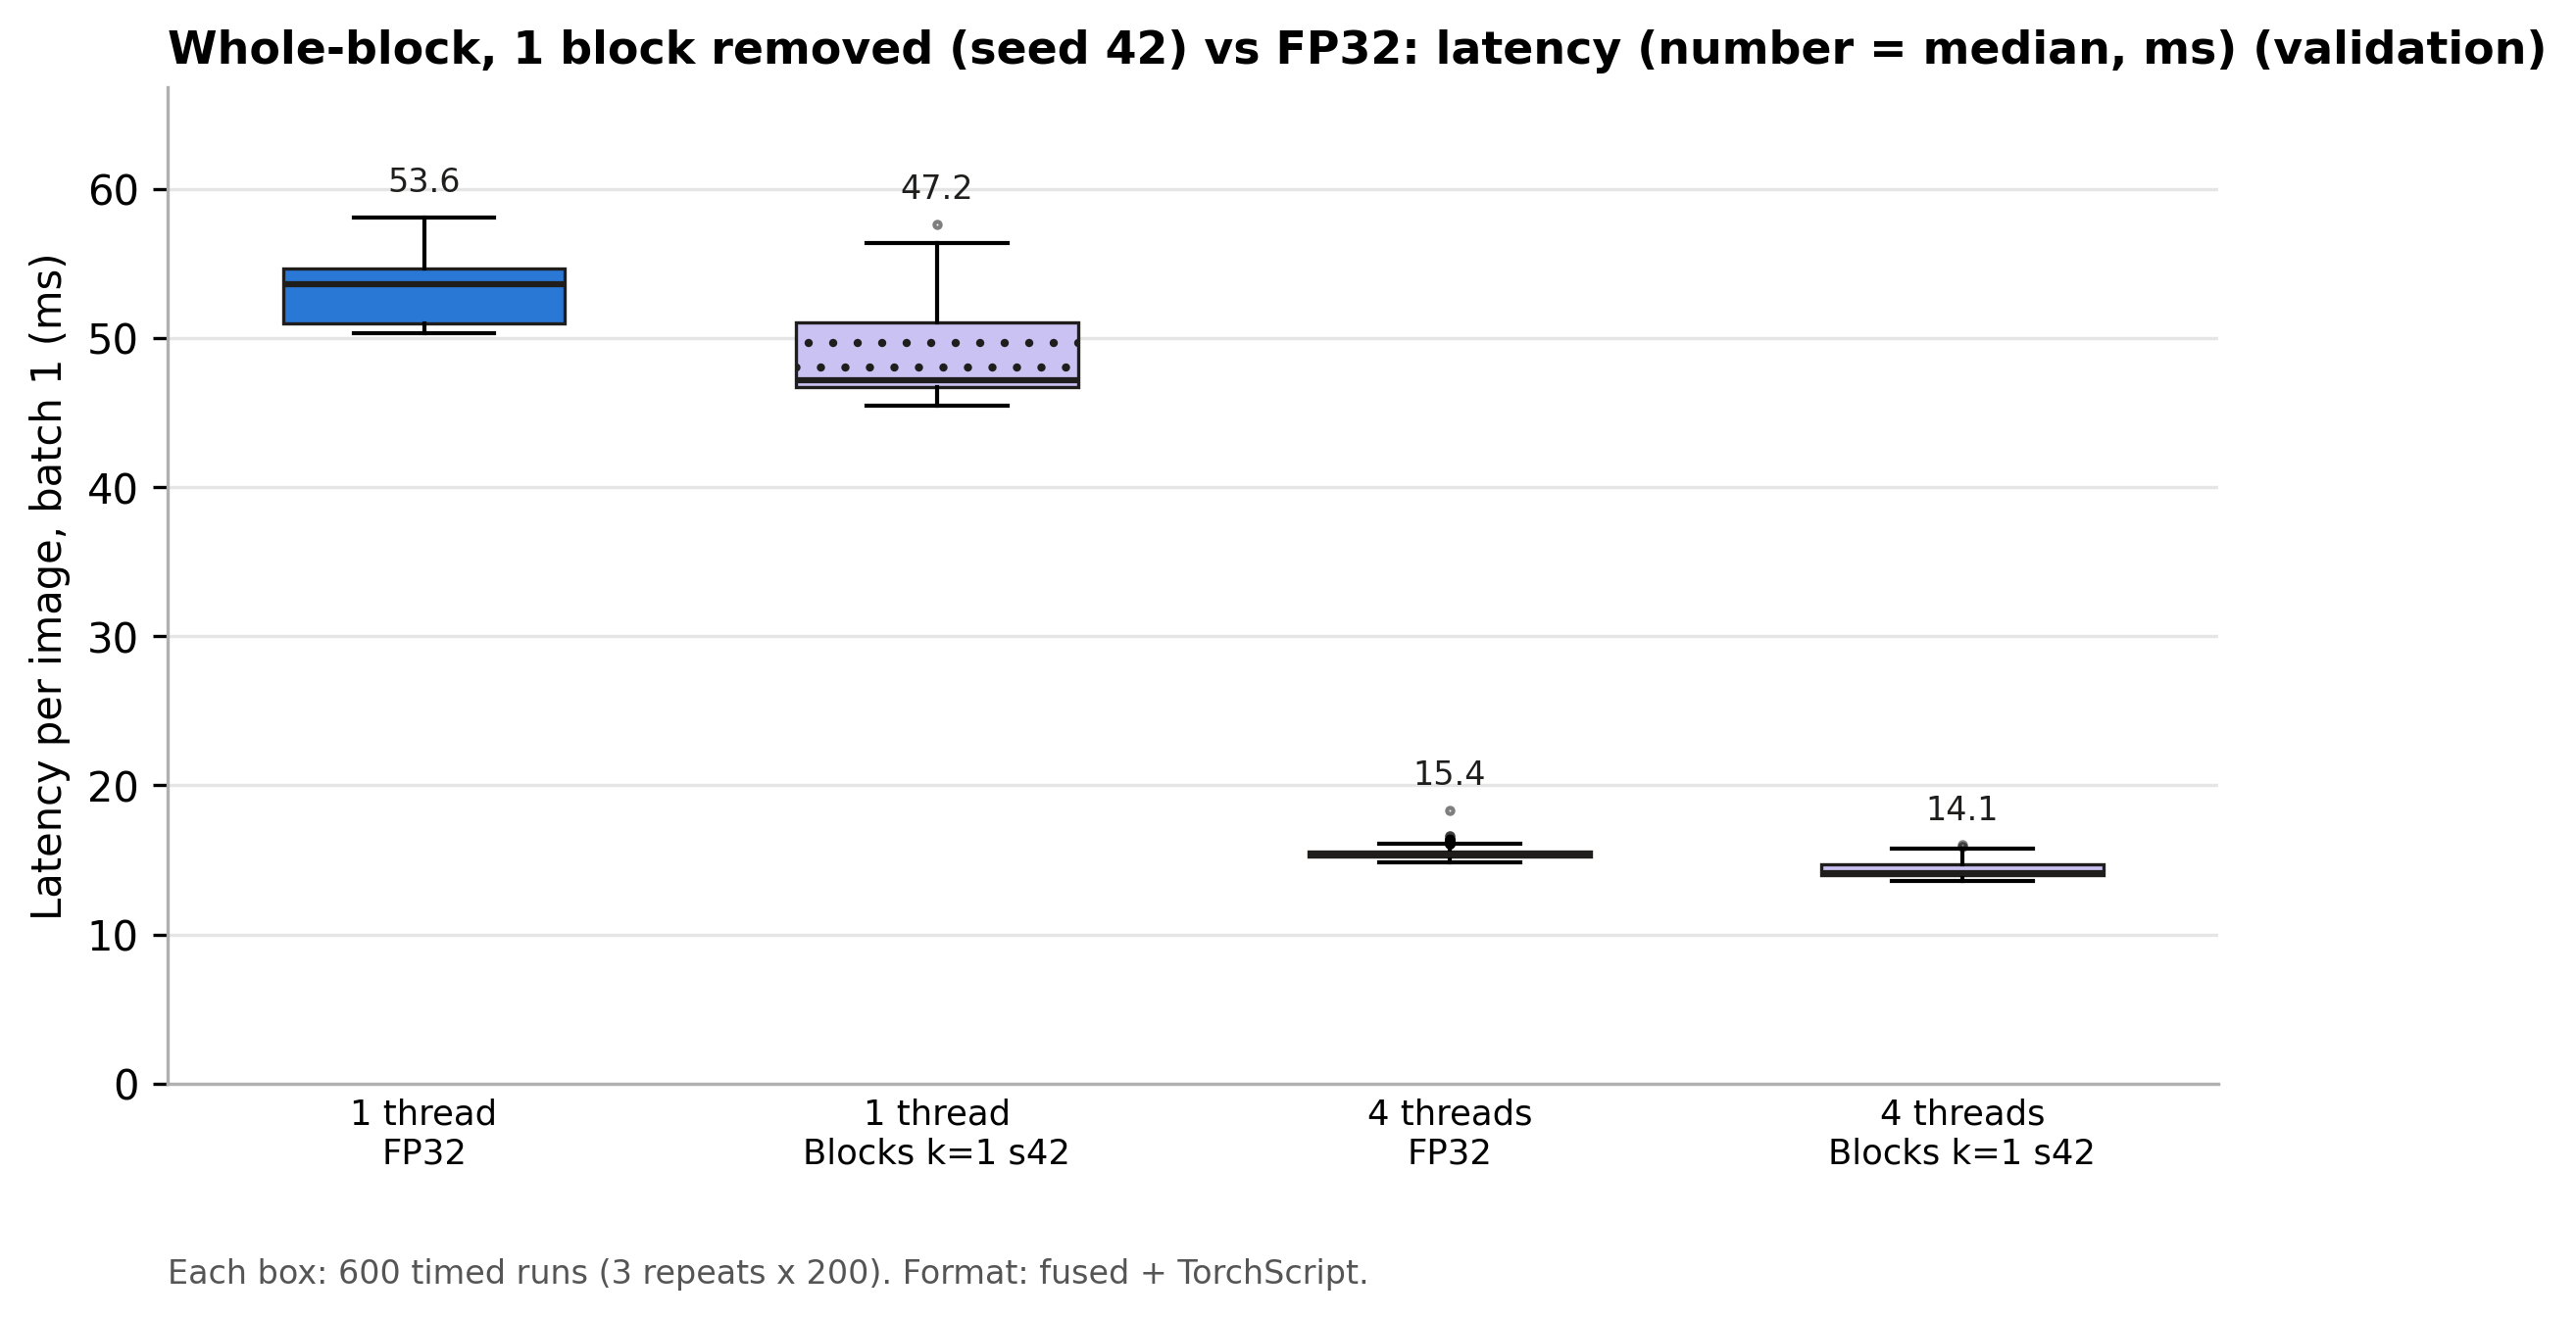 Whole-block, 1 block removed (seed 42) vs FP32: latency (number = median, ms) (validation)
Latency per image, batch 1 (ms)
60
50
40
30
20
10
0
53.6
47.2
15.4
14.1
1 thread
FP32
1 thread
Blocks k=1 s42
4 threads
FP32
4 threads
Blocks k=1 s42
Each box: 600 timed runs (3 repeats x 200). Format: fused + TorchScript.